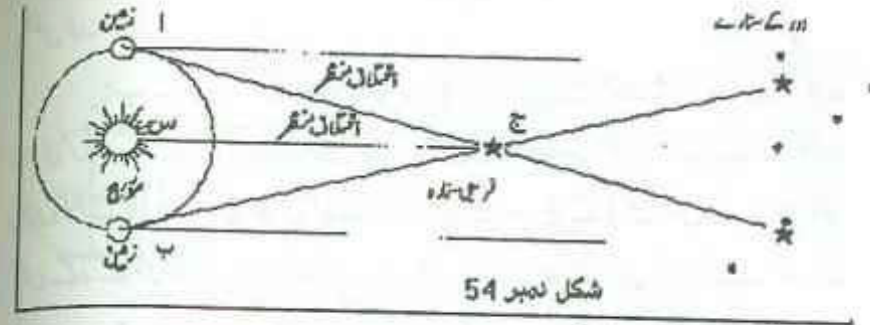 زمین ا
دور کے ستارے
اختلاف منظر
ج
س
اختلاف منظر
سورج
قریبی ستارہ
زمین ب
شکل نمبر 54